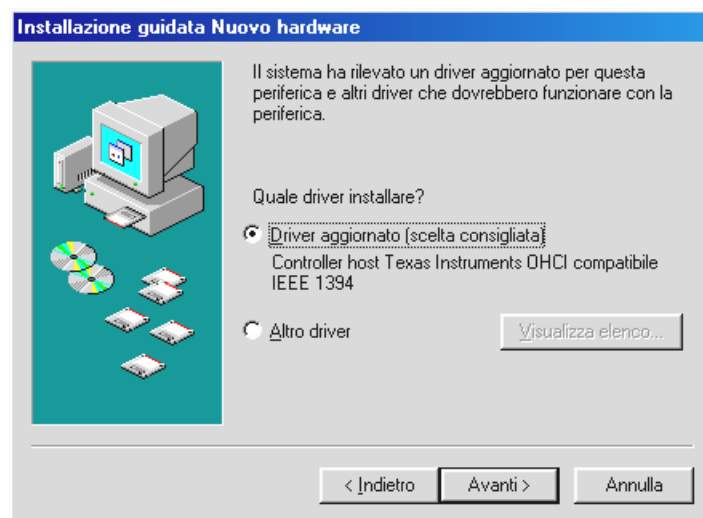 Installazione guidata Nuovo hardware
Il sistema ha rilevato un driver aggiornato per questa
periferica e altri driver che dovrebbero funzionare con la
periferica.
Quale driver installare?
Driver aggiornato (scelta consigliata)
Controller host Texas Instruments OHCI compatibile
IEEE 1394
Altro driver
Visualizza elenco...
< Indietro
Avanti >
Annulla